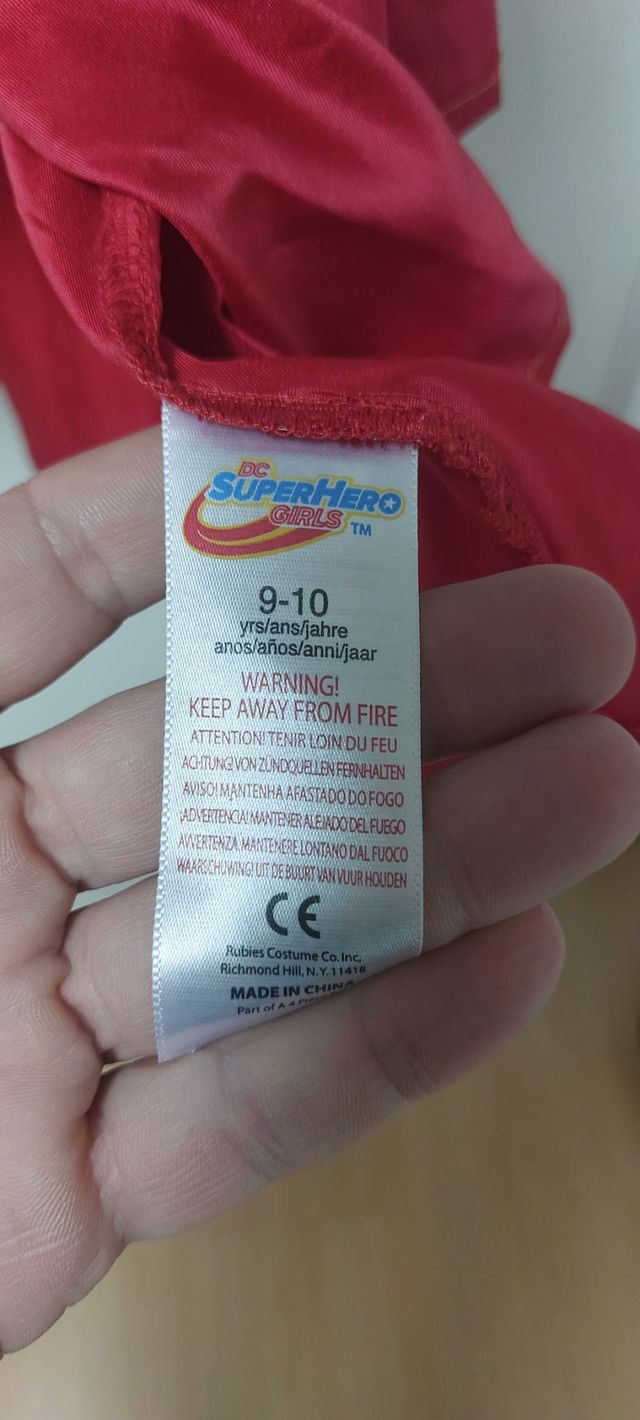 DC
SUPERHERO
GIRLS TM
9-10
yrs/ans/jahre
anos/años/anni/jaar
WARNING!
KEEP AWAY FROM FIRE
ATTENTION! TENIR LOIN DU FEU
ACHTUNG! VON ZÜNDQUELLEN FERNHALTEN
AVISO! MANTENHA AFASTADO DO FOGO
¡ADVERTENCIA! MANTENER ALEJADO DEL FUEGO
AVVERTENZA. MANTENERE LONTANO DAL FUOCO
WAARSCHUWING! UIT DE BUURT VAN VUUR HOUDEN
CE
Rubies Costume Co. Inc,
Richmond Hill, N.Y. 11418
MADE IN CHINA
Part of A 4